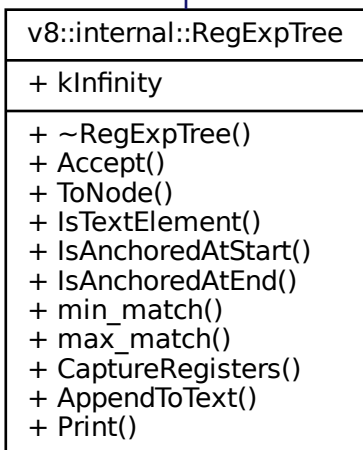 v8::internal::RegExpTree
+ kInfinity
+ ~RegExpTree()
+ Accept()
+ ToNode()
+ IsTextElement()
+ IsAnchoredAtStart()
+ IsAnchoredAtEnd()
+ min_match()
+ max_match()
+ CaptureRegisters()
+ AppendToText()
+ Print()